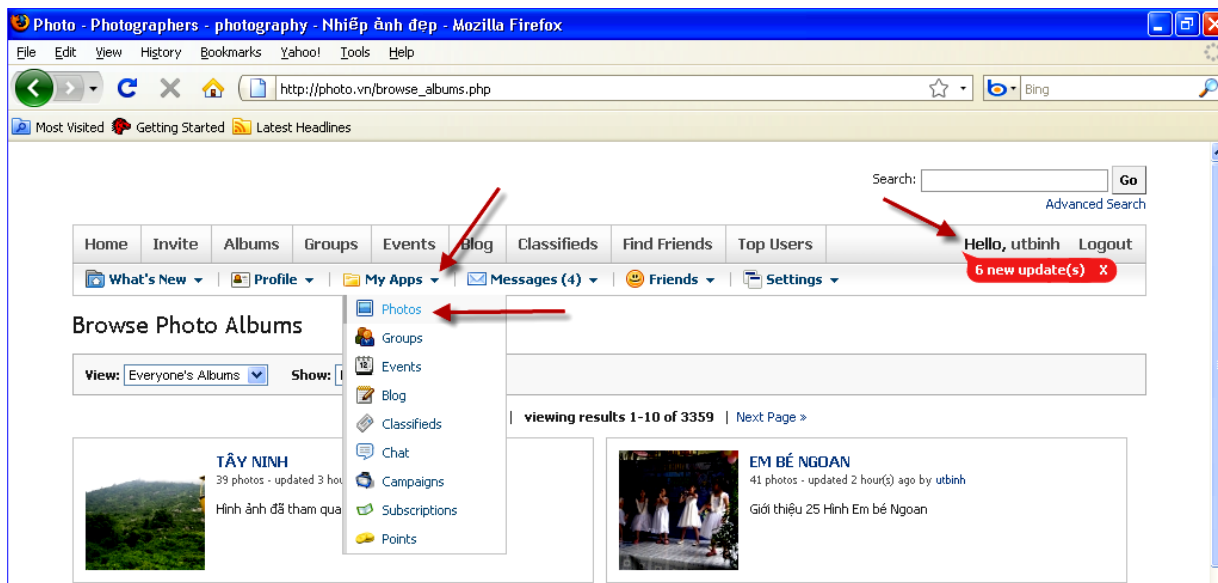 Photo - Photographers - photography - Nhiếp ảnh đẹp - Mozilla Firefox
File Edit View History Bookmarks Yahoo! Tools Help
http://photo.vn/browse_albums.php Bing
Most Visited Getting Started Latest Headlines
Search: Go
Advanced Search
Home Invite Albums Groups Events Blog Classifieds Find Friends Top Users Hello, utbinh Logout
What's New Profile My Apps Messages (4) Friends Settings 6 new update(s) X
Photos
Browse Photo Albums
Groups
Events
View: Everyone's Albums Show:
Blog
viewing results 1-10 of 3359 | Next Page »
Classifieds
Chat
Campaigns
Subscriptions
Points
TÂY NINH
39 photos - updated 3
Hình ảnh đã tham
EM BÉ NGOAN
41 photos - updated 2 hour(s) ago by utbinh
Giới thiệu 25 Hình Em bé Ngoan